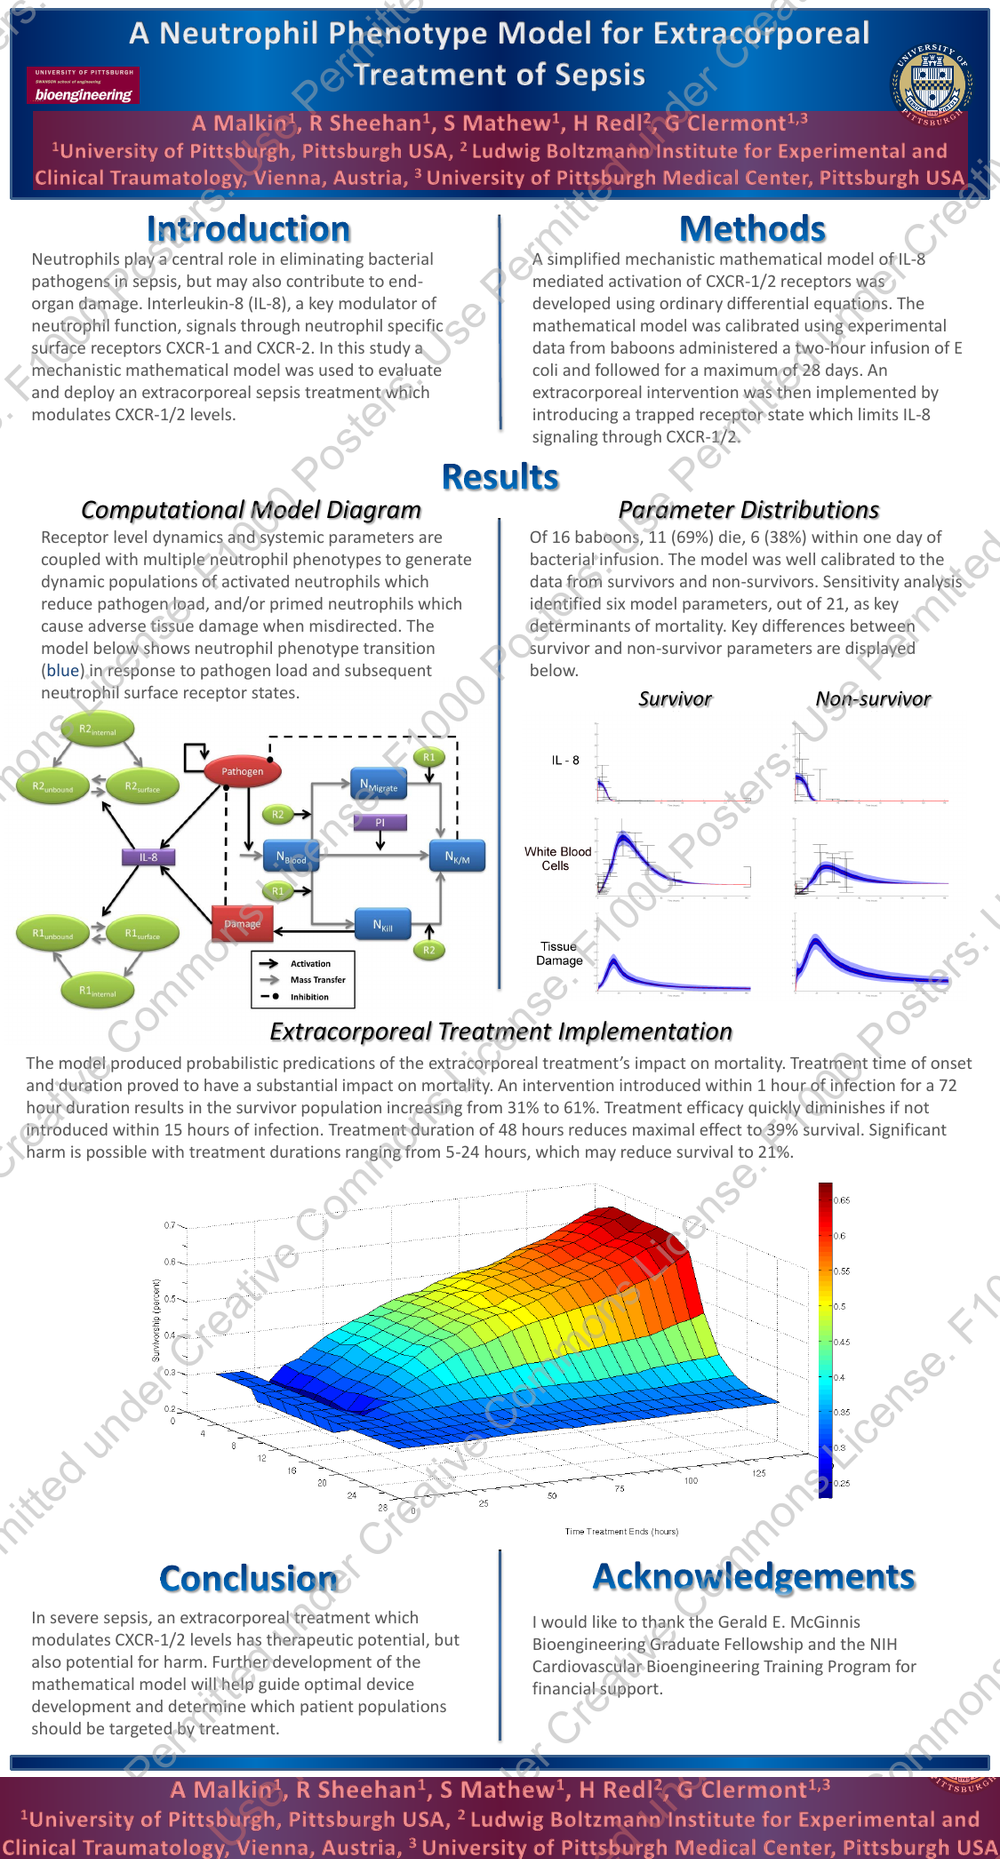 A Neutrophil Phenotype Model for Extracorporeal
Treatment of Sepsis
UNIVERSITY OF PITTSBURGH
bioengineering
UNIVERSITY OF
PITTSBURGH
A Malkin¹, R Sheehan¹, S Mathew¹, H Redl², G Clermont¹,³
¹University of Pittsburgh, Pittsburgh USA, ² Ludwig Boltzmann Institute for Experimental and
Clinical Traumatology, Vienna, Austria, ³ University of Pittsburgh Medical Center, Pittsburgh USA
Introduction
Neutrophils play a central role in eliminating bacterial
pathogens in sepsis, but may also contribute to end-
organ damage. Interleukin-8 (IL-8), a key modulator of
neutrophil function, signals through neutrophil specific
surface receptors CXCR-1 and CXCR-2. In this study a
mechanistic mathematical model was used to evaluate
and deploy an extracorporeal sepsis treatment which
modulates CXCR-1/2 levels.
Methods
A simplified mechanistic mathematical model of IL-8
mediated activation of CXCR-1/2 receptors was
developed using ordinary differential equations. The
mathematical model was calibrated using experimental
data from baboons administered a two-hour infusion of E
coli and followed for a maximum of 28 days. An
extracorporeal intervention was then implemented by
introducing a trapped receptor state which limits IL-8
signaling through CXCR-1/2.
Results
Computational Model Diagram
Receptor level dynamics and systemic parameters are
coupled with multiple neutrophil phenotypes to generate
dynamic populations of activated neutrophils which
reduce pathogen load, and/or primed neutrophils which
cause adverse tissue damage when misdirected. The
model below shows neutrophil phenotype transition
(blue) in response to pathogen load and subsequent
neutrophil surface receptor states.
R2internal
R2unbound
R2surface
IL-8
R1unbound
R1surface
R1internal
Pathogen
R2
R1
NBlood
NMigrate
PI
R1
NK/M
Damage
NKill
R2
Activation
Mass Transfer
Inhibition
Parameter Distributions
Of 16 baboons, 11 (69%) die, 6 (38%) within one day of
bacterial infusion. The model was well calibrated to the
data from survivors and non-survivors. Sensitivity analysis
identified six model parameters, out of 21, as key
determinants of mortality. Key differences between
survivor and non-survivor parameters are displayed
below.
Survivor
Non-survivor
IL - 8
White Blood
Cells
Tissue
Damage
Extracorporeal Treatment Implementation
The model produced probabilistic predications of the extracorporeal treatment's impact on mortality. Treatment time of onset
and duration proved to have a substantial impact on mortality. An intervention introduced within 1 hour of infection for a 72
hour duration results in the survivor population increasing from 31% to 61%. Treatment efficacy quickly diminishes if not
introduced within 15 hours of infection. Treatment duration of 48 hours reduces maximal effect to 39% survival. Significant
harm is possible with treatment durations ranging from 5-24 hours, which may reduce survival to 21%.
Survivorship (percent)
0.7
0.6
0.5
0.4
0.3
0.2
0
4
8
12
16
20
24
28
0
25
50
75
100
125
Time Treatment Ends (hours)
0.65
0.6
0.55
0.5
0.45
0.4
0.35
0.3
0.25
Conclusion
In severe sepsis, an extracorporeal treatment which
modulates CXCR-1/2 levels has therapeutic potential, but
also potential for harm. Further development of the
mathematical model will help guide optimal device
development and determine which patient populations
should be targeted by treatment.
Acknowledgements
I would like to thank the Gerald E. McGinnis
Bioengineering Graduate Fellowship and the NIH
Cardiovascular Bioengineering Training Program for
financial support.
A Malkin¹, R Sheehan¹, S Mathew¹, H Redl², G Clermont¹,³
¹University of Pittsburgh, Pittsburgh USA, ² Ludwig Boltzmann Institute for Experimental and
Clinical Traumatology, Vienna, Austria, ³ University of Pittsburgh Medical Center, Pittsburgh USA
PITTSBURGH
F1000 Posters. Use Permitted under Creative Commons License.